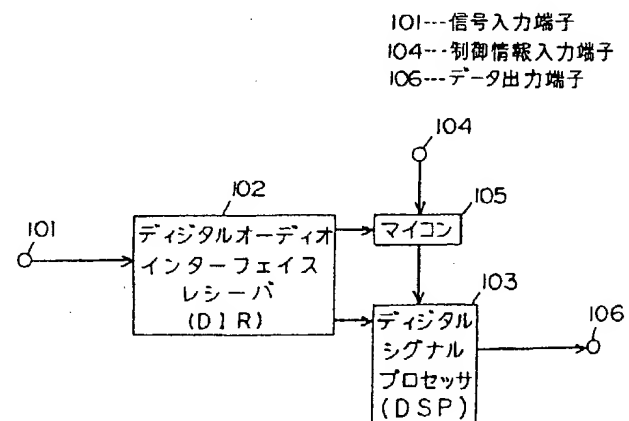 101---信号入力端子
104---制御情報入力端子
106---データ出力端子
104
102
105
101
ディジタルオーディオ
インターフェイス
レシーバ
(DIR)
マイコン
103
ディジタル
シグナル
プロセッサ
(DSP)
106